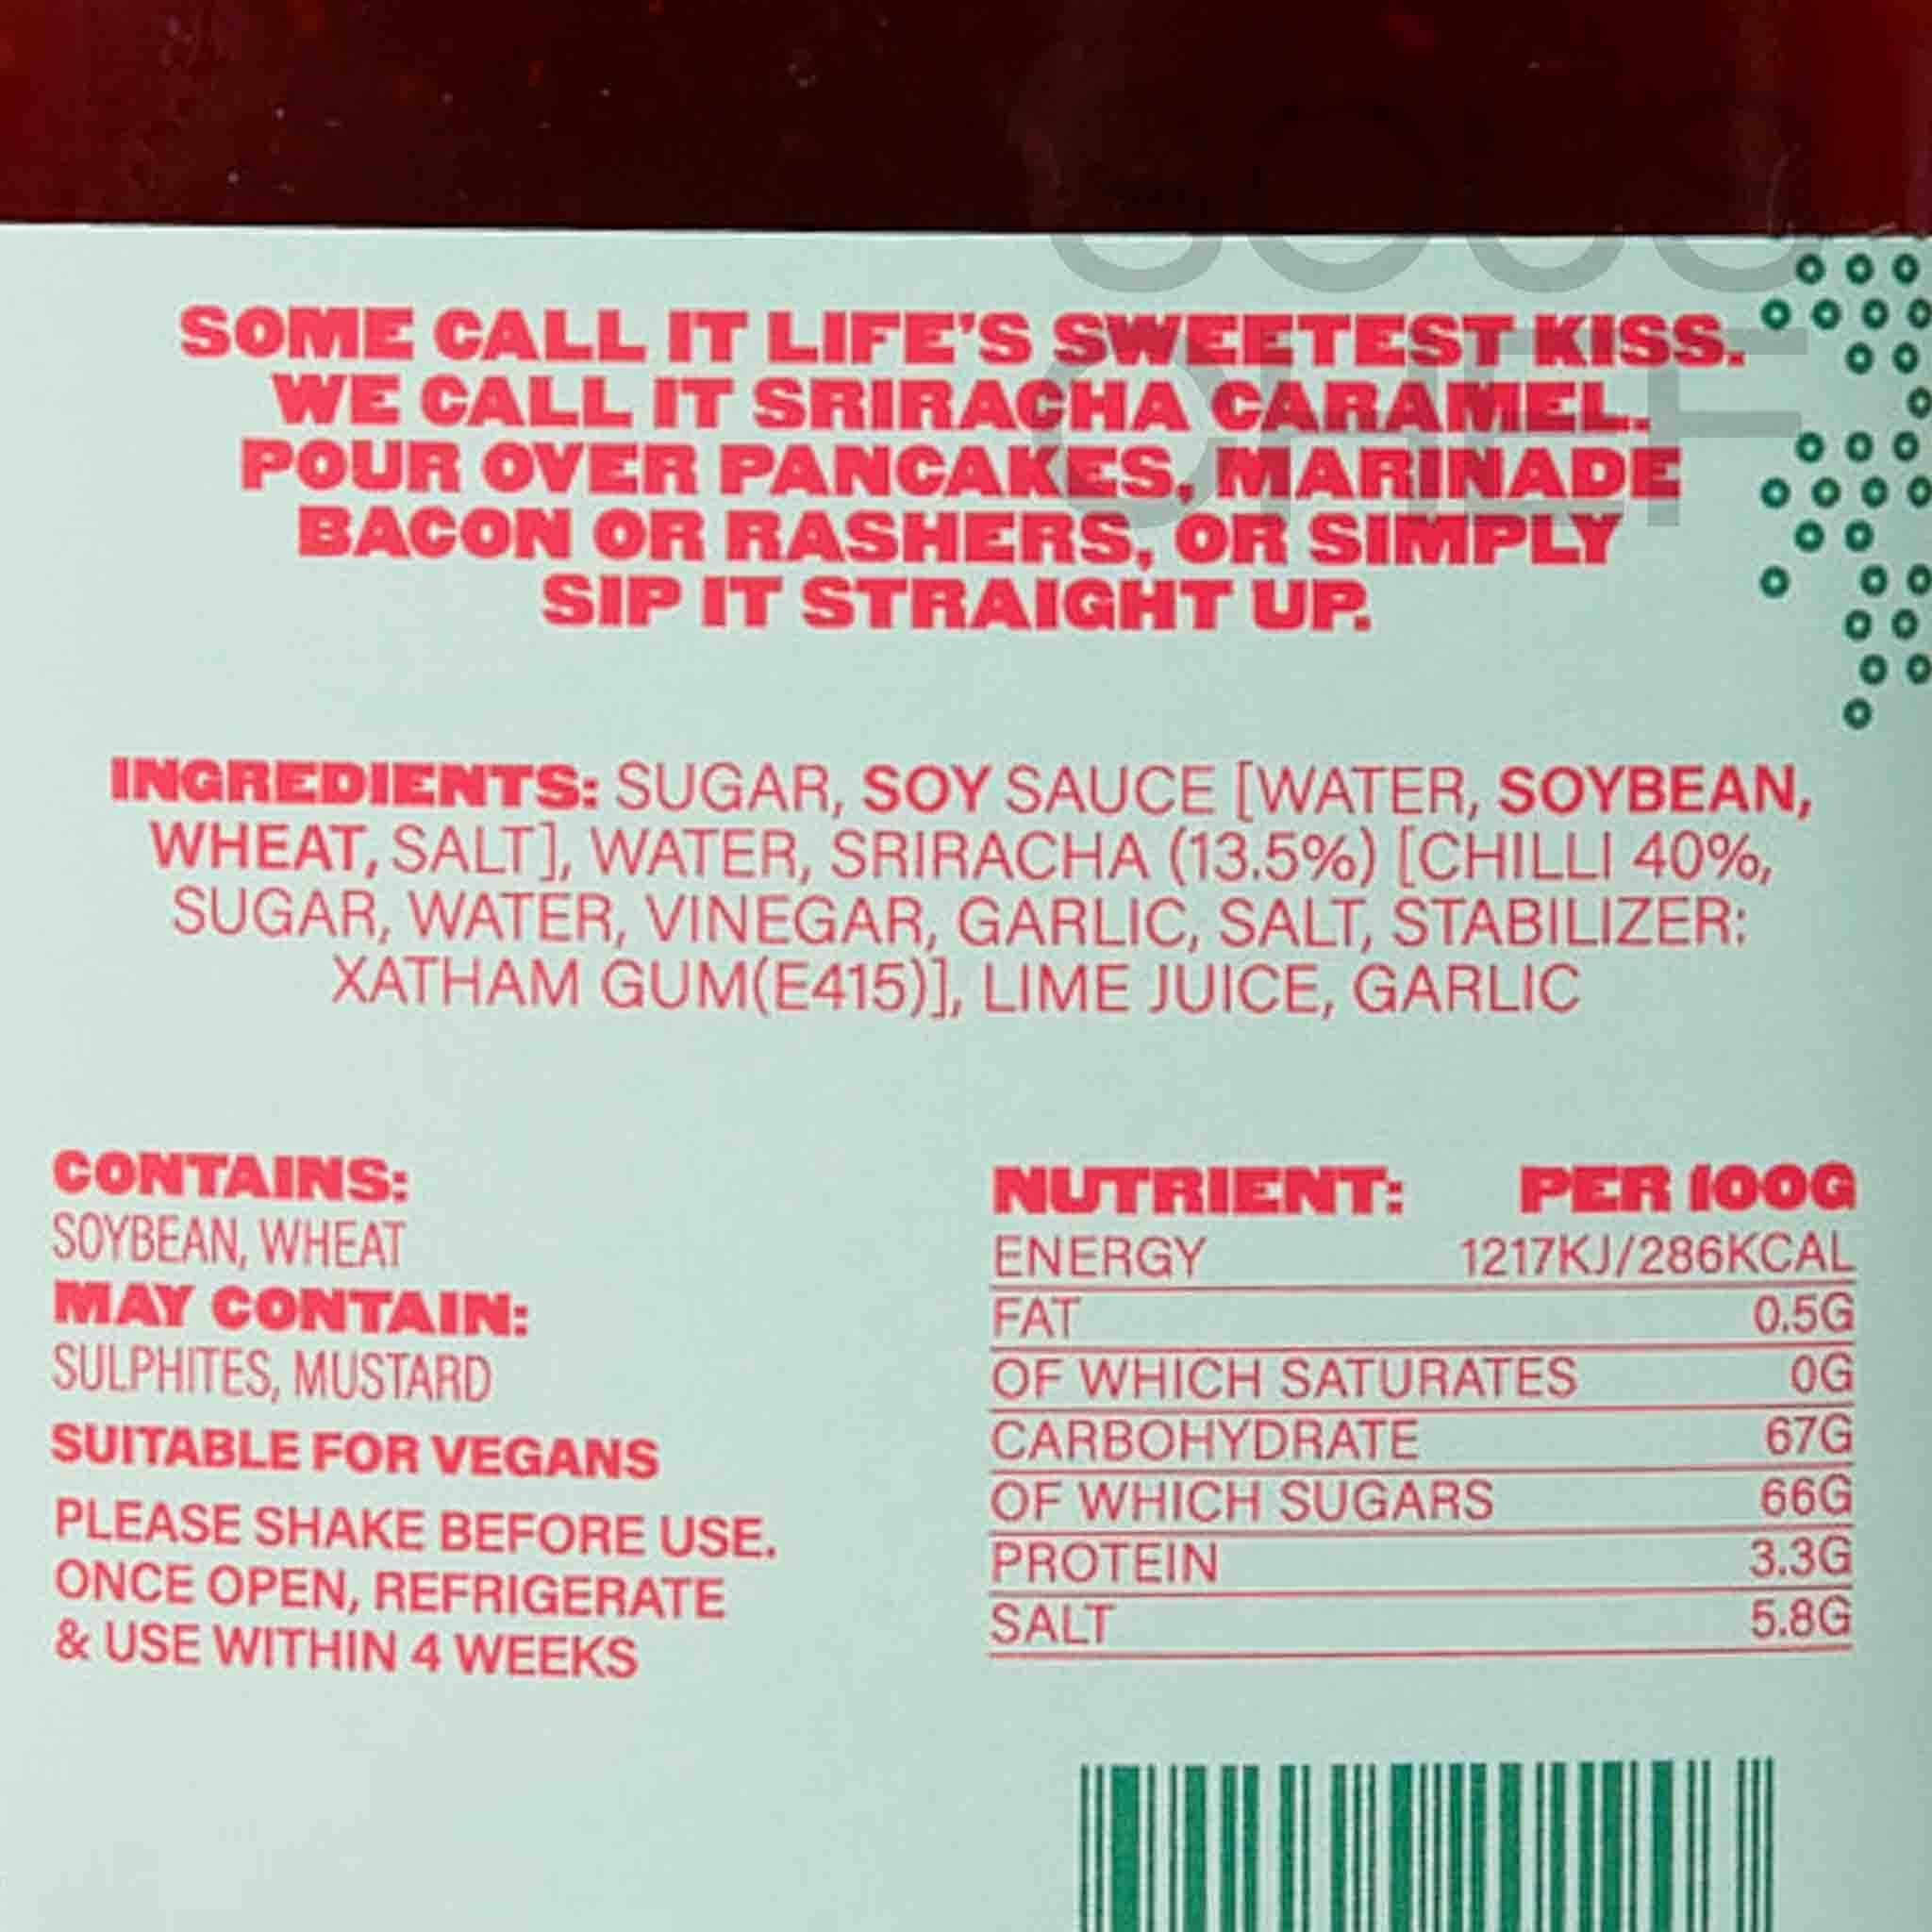 SOME CALL IT LIFE'S SWEETEST KISS.
WE CALL IT SRIRACHA CARAMEL.
POUR OVER PANCAKES, MARINADE
BACON OR RASHERS, OR SIMPLY
SIP IT STRAIGHT UP.
INGREDIENTS: SUGAR, SOY SAUCE [WATER, SOYBEAN,
WHEAT, SALT], WATER, SRIRACHA (13.5%) [CHILLI 40%,
SUGAR, WATER, VINEGAR, GARLIC, SALT, STABILIZER:
XATHAM GUM(E415)], LIME JUICE, GARLIC
CONTAINS:
SOYBEAN, WHEAT
MAY CONTAIN:
SULPHITES, MUSTARD
SUITABLE FOR VEGANS
PLEASE SHAKE BEFORE USE.
ONCE OPEN, REFRIGERATE
& USE WITHIN 4 WEEKS
NUTRIENT: PER 100G
ENERGY 1217KJ/286KCAL
FAT 0.5G
OF WHICH SATURATES 0G
CARBOHYDRATE 67G
OF WHICH SUGARS 66G
PROTEIN 3.3G
SALT 5.8G
CHEF